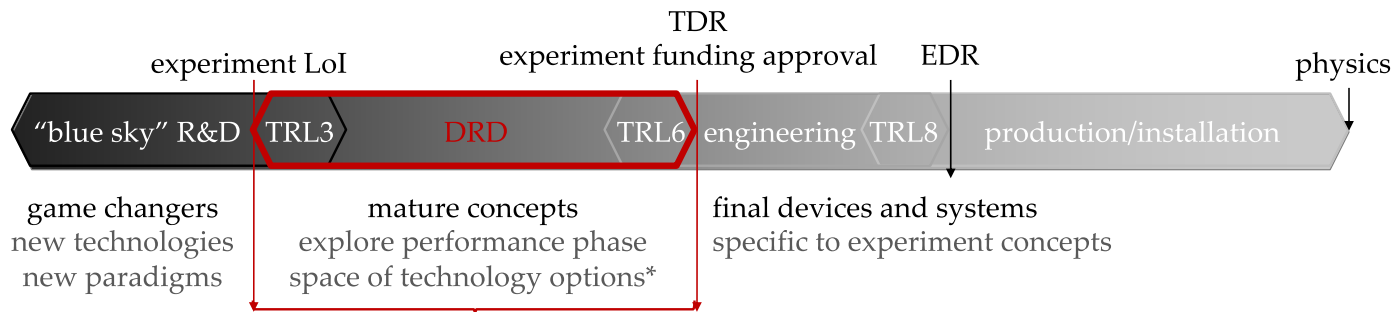 TDR
experiment LoI
experiment funding approval
EDR
physics
“blue sky” R&D
TRL3
DRD
TRL6
engineering
TRL8
production/installation
game changers
new technologies
new paradigms
mature concepts
explore performance phase
space of technology options*
final devices and systems
specific to experiment concepts